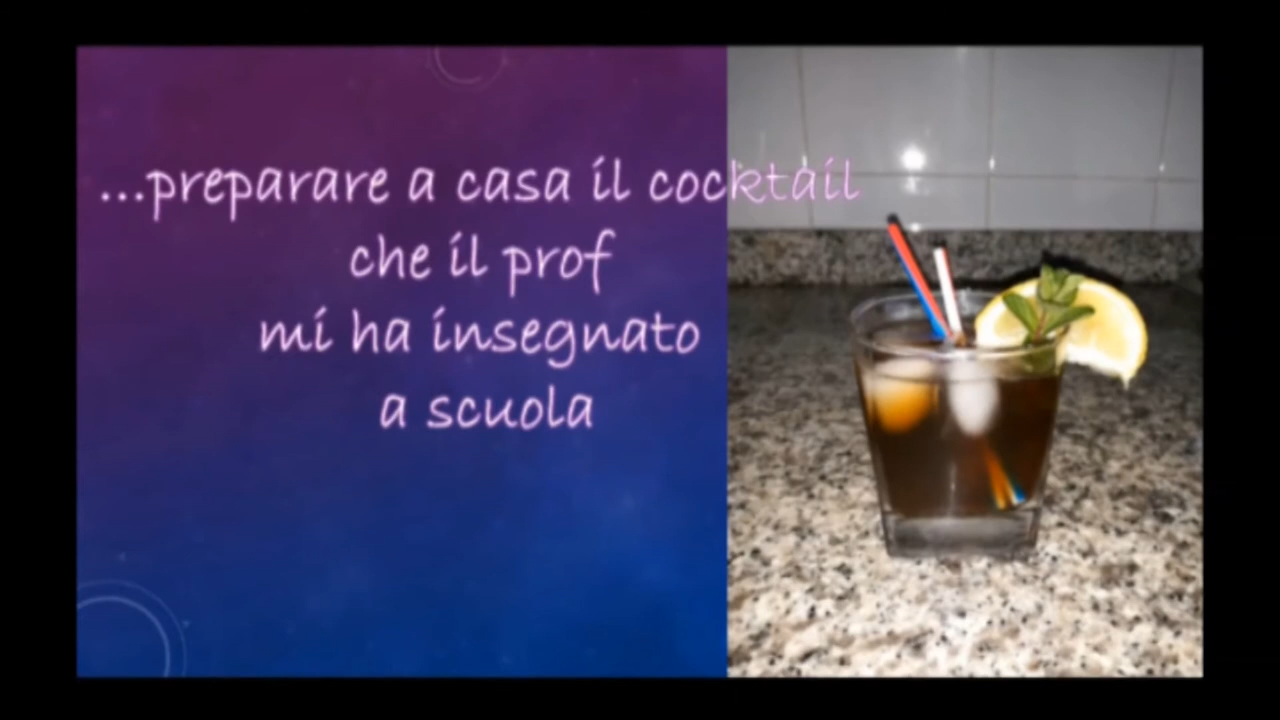 ...preparare a casa il cocktail
che il prof
mi ha insegnato
a scuola